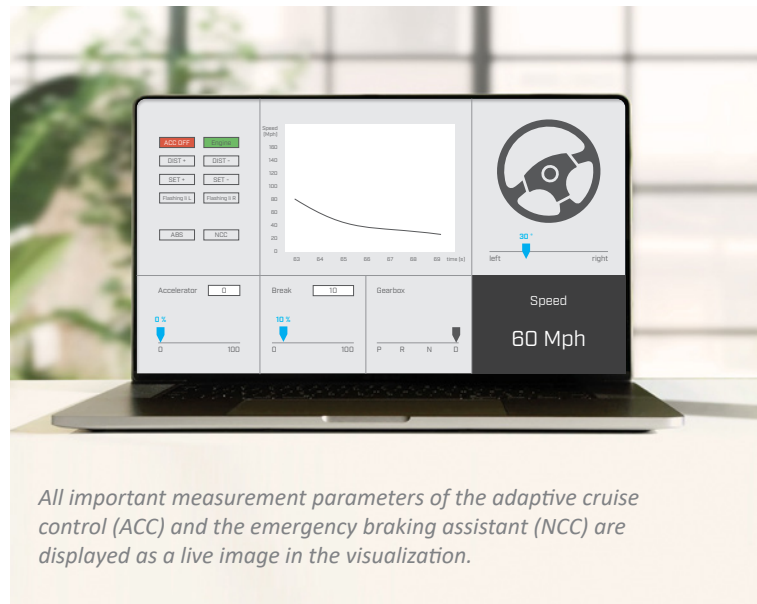 ACC OFF Engine
DIST + DIST -
SET + SET -
Flashing li L Flashing li R
ABS NCC
Speed
(Mph)
160
140
120
100
80
60
40
20
0
63 64 65 66 67 68 69 time (s)
30 °
left right
Accelerator 0
0 %
0 100
Break 10
10 %
0 100
Gearbox
P R N D
Speed
60 Mph
All important measurement parameters of the adaptive cruise
control (ACC) and the emergency braking assistant (NCC) are
displayed as a live image in the visualization.